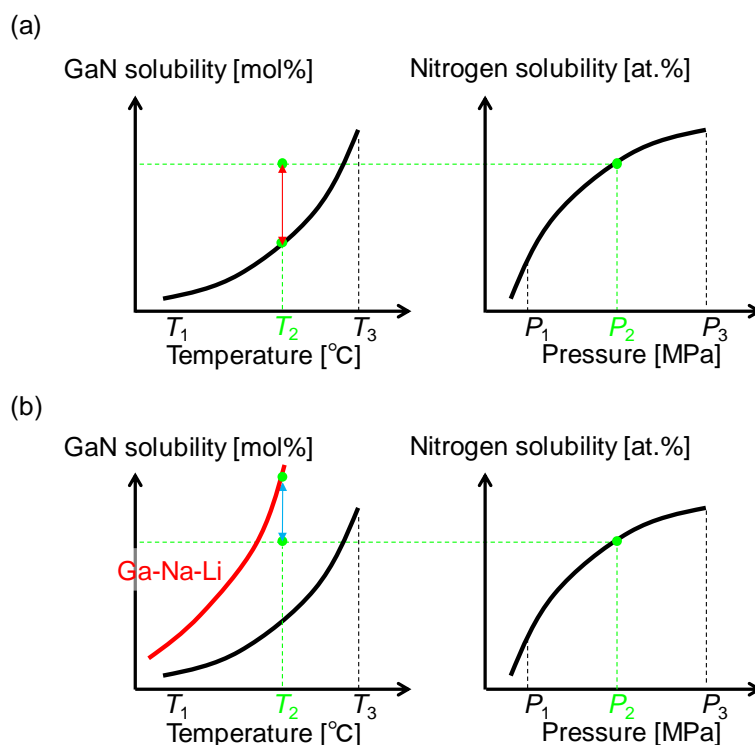 (a)
GaN solubility [mol%]
Nitrogen solubility [at.%]
T1 T2 T3
Temperature [℃]
P1 P2 P3
Pressure [MPa]
(b)
GaN solubility [mol%]
Nitrogen solubility [at.%]
Ga-Na-Li
T1 T2 T3
Temperature [℃]
P1 P2 P3
Pressure [MPa]